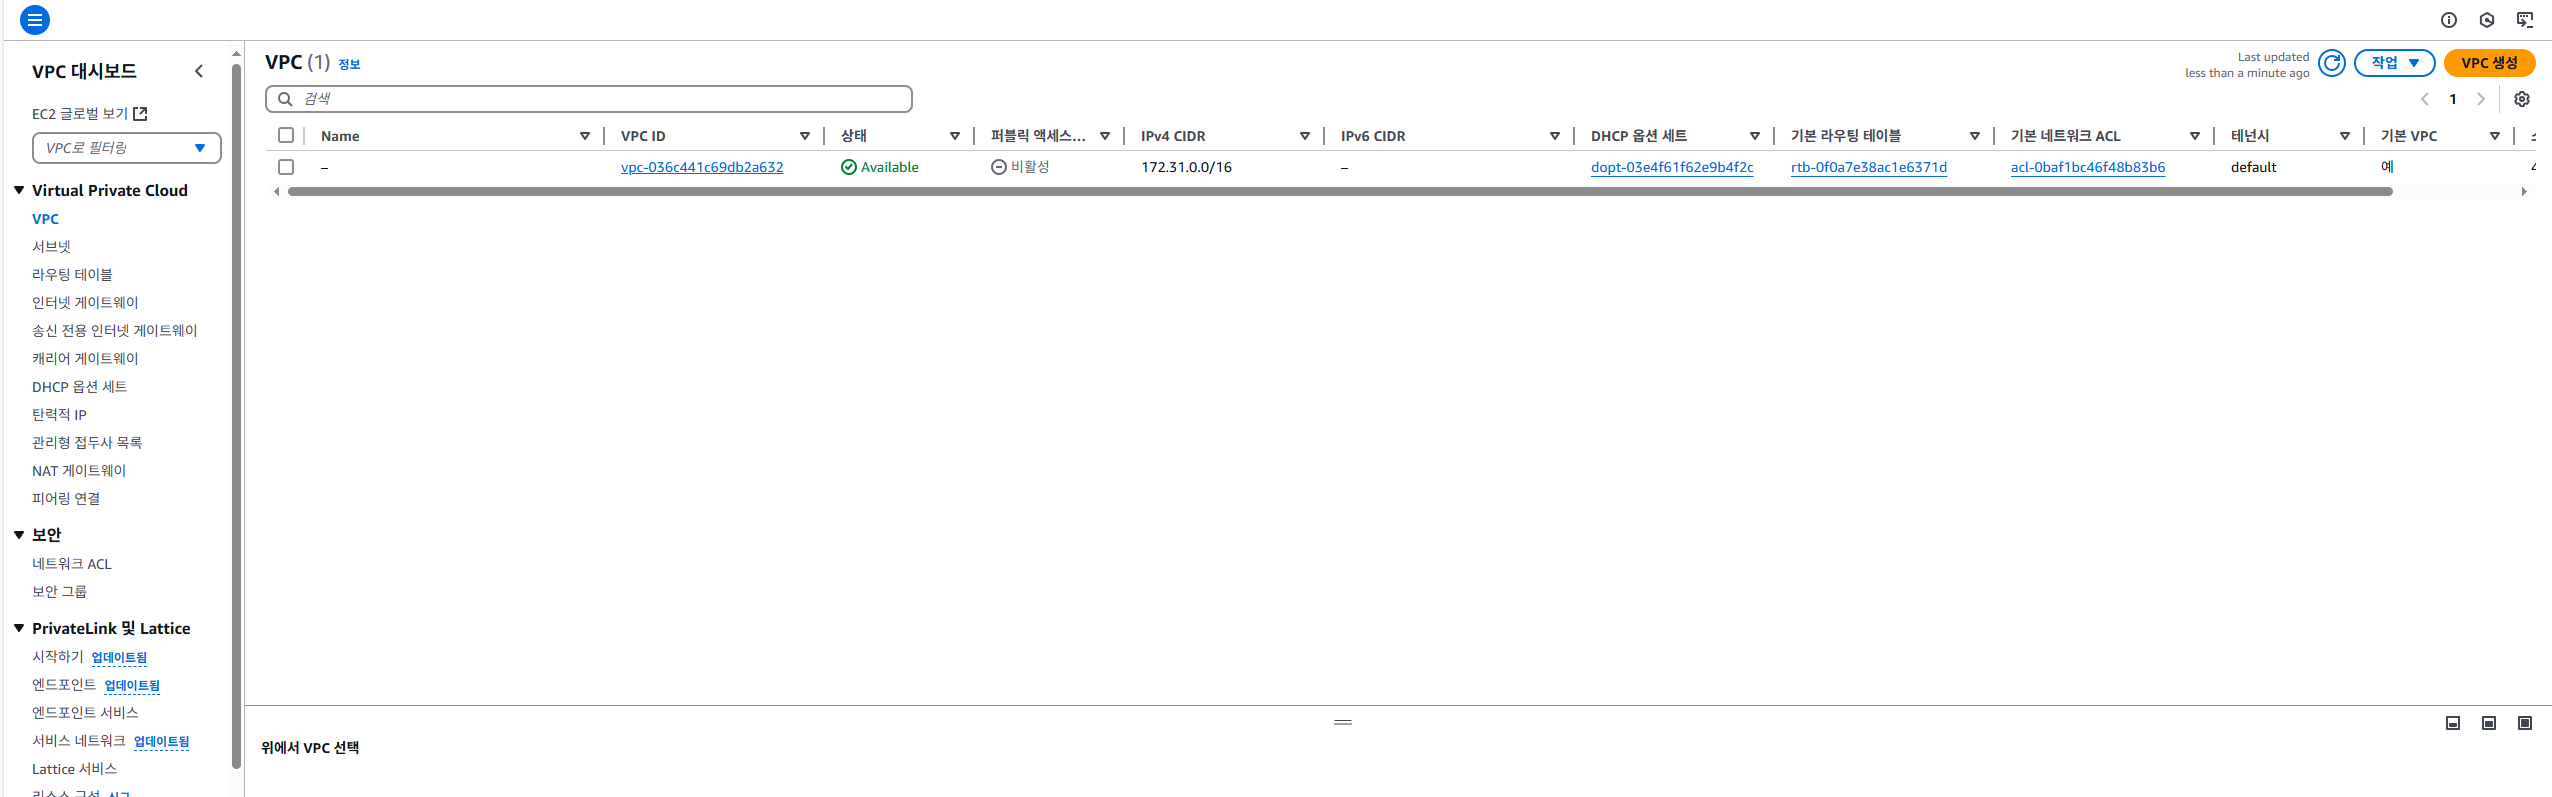 VPC 대시보드
EC2 글로벌 보기
VPC로 필터링
Virtual Private Cloud
VPC
서브넷
라우팅 테이블
인터넷 게이트웨이
송신 전용 인터넷 게이트웨이
캐리어 게이트웨이
DHCP 옵션 세트
탄력적 IP
관리형 접두사 목록
NAT 게이트웨이
피어링 연결
보안
네트워크 ACL
보안 그룹
PrivateLink 및 Lattice
시작하기 업데이트됨
엔드포인트 업데이트됨
엔드포인트 서비스
서비스 네트워크 업데이트됨
Lattice 서비스
VPC (1) 정보
Last updated
less than a minute ago
작업
VPC 생성
검색
1
Name VPC ID 상태 퍼블릭 액세스... IPv4 CIDR IPv6 CIDR DHCP 옵션 세트 기본 라우팅 테이블 기본 네트워크 ACL 테넌시 기본 VPC
– vpc-036c441c69db2a632 Available 비활성 172.31.0.0/16 – dopt-03e4f61f62e9b4f2c rtb-0f0a7e38ac1e6371d acl-0baf1bc46f48b83b6 default 예
위에서 VPC 선택